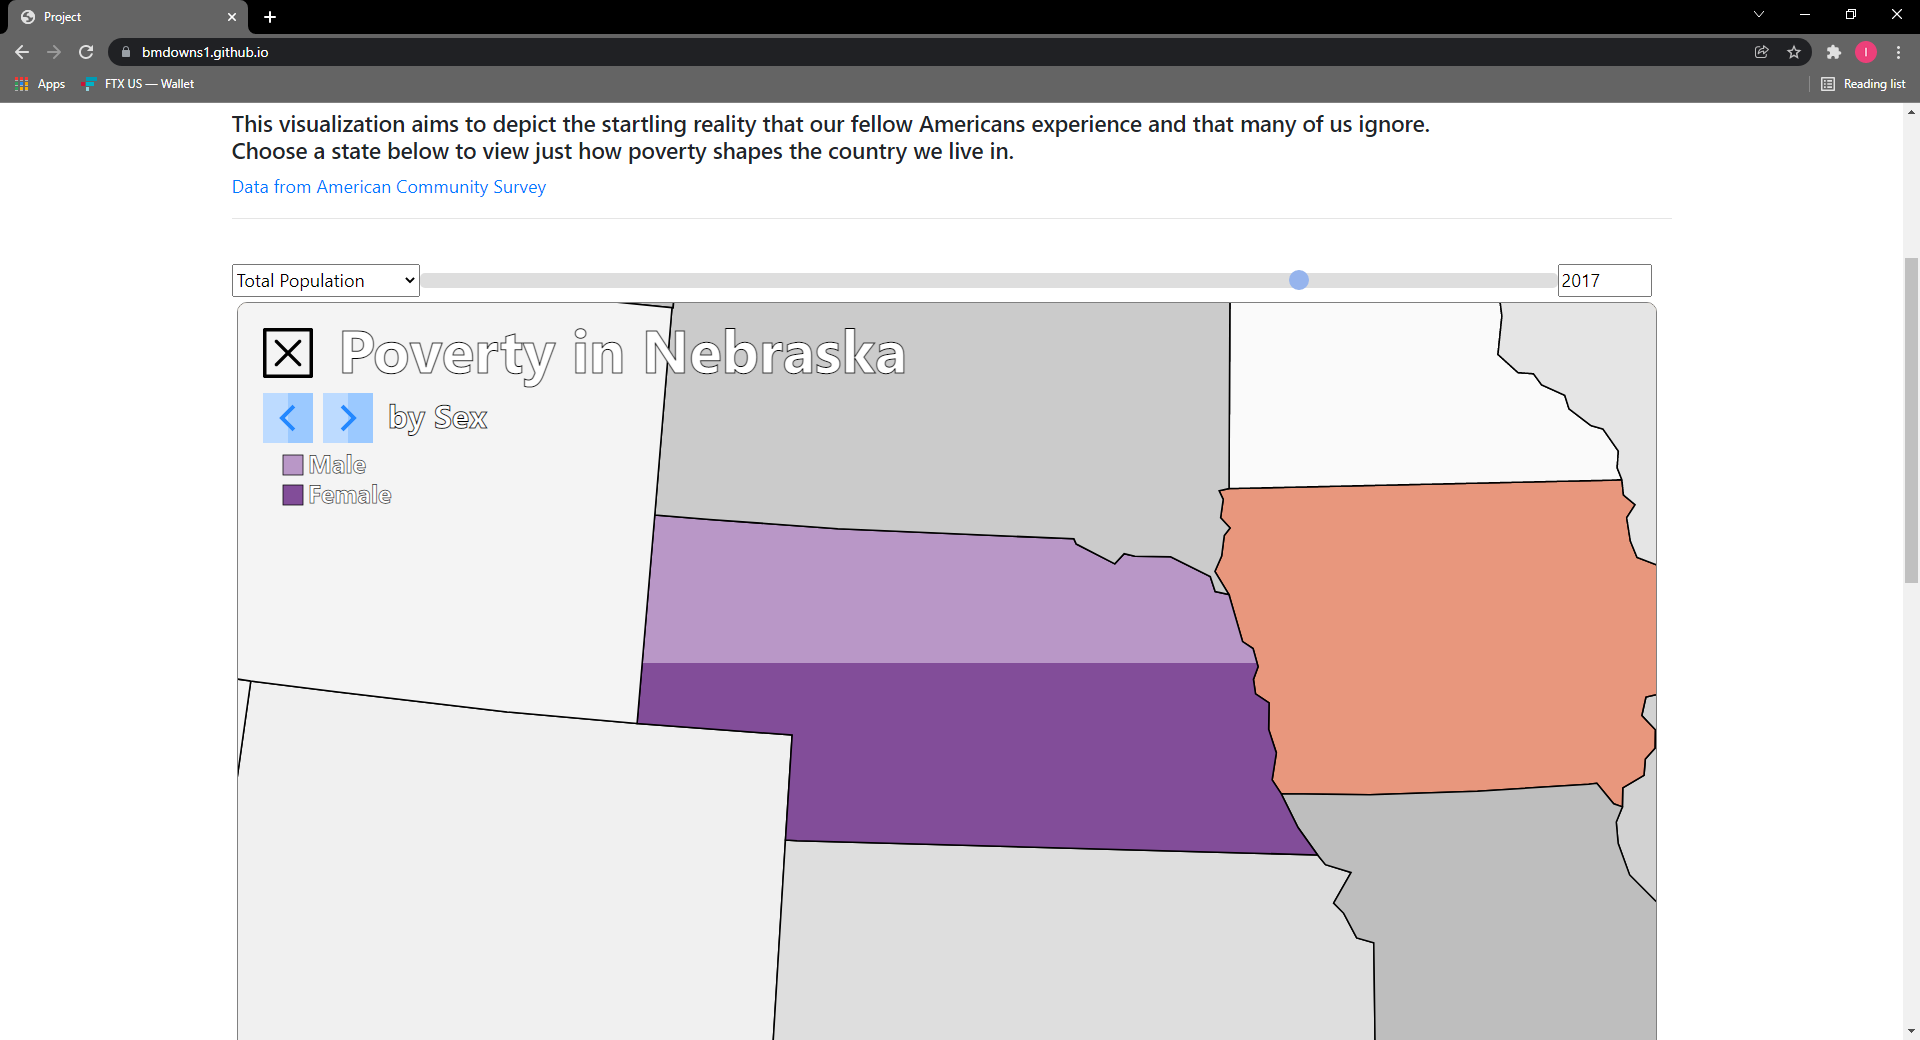 Project
bmdowns1.github.io
I
Apps
FTX US — Wallet
Reading list
This visualization aims to depict the startling reality that our fellow Americans experience and that many of us ignore.
Choose a state below to view just how poverty shapes the country we live in.
Data from American Community Survey
Total Population
2017
Poverty in Nebraska
by Sex
Male
Female